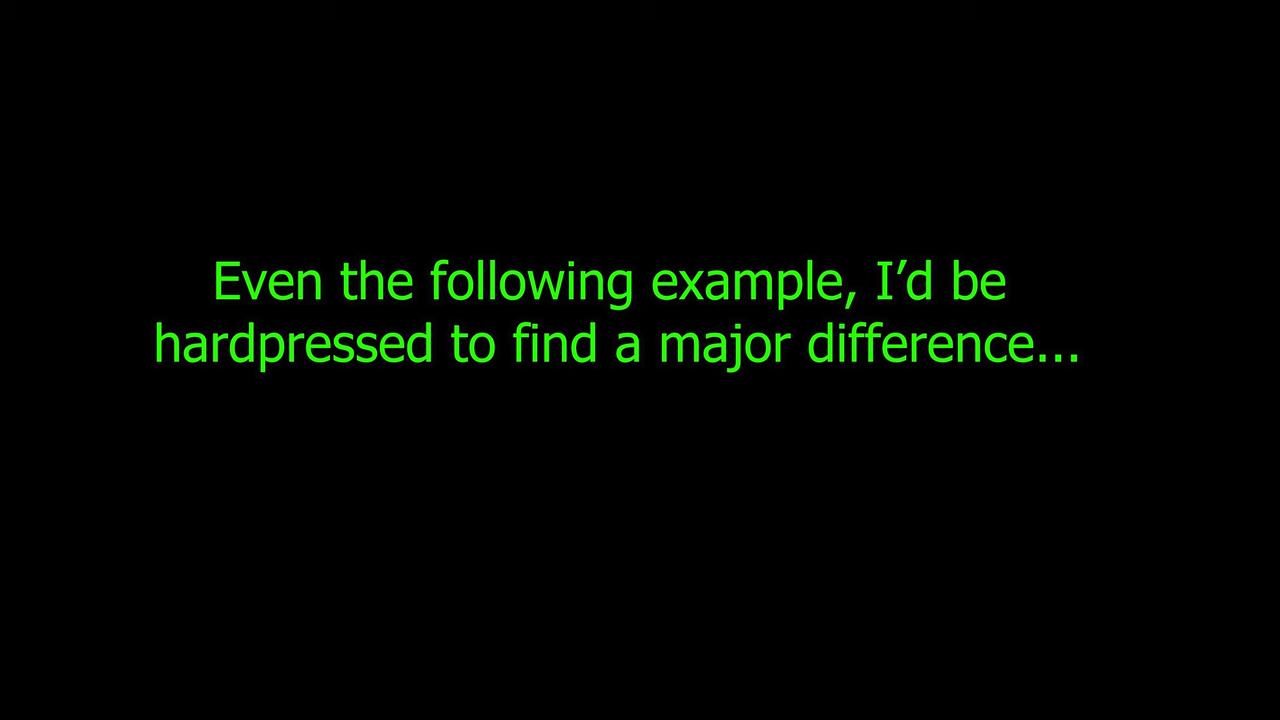 Even the following example, I’d be
hardpressed to find a major difference...